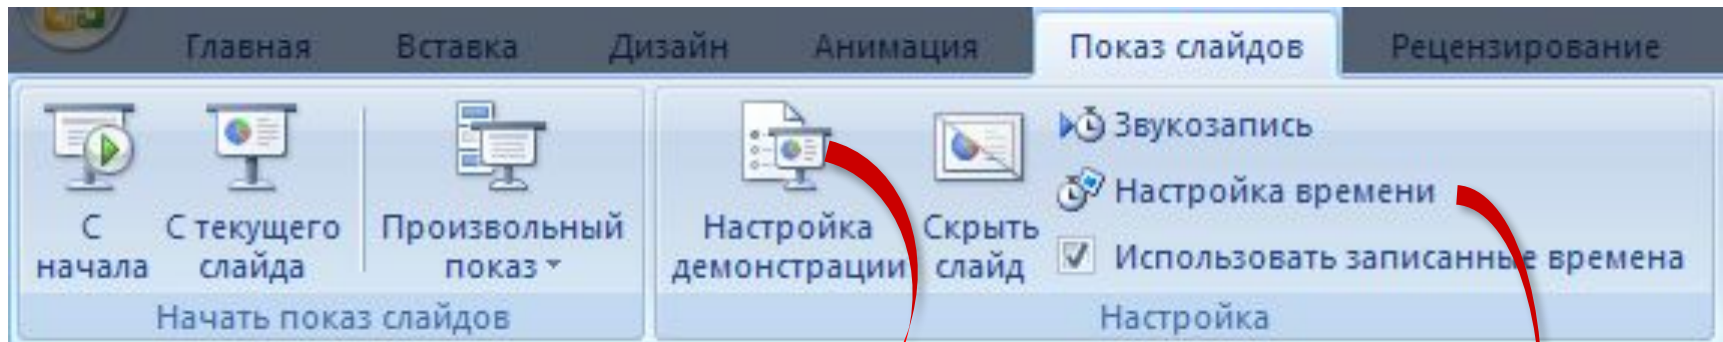 Главная Вставка Дизайн Анимация Показ слайдов Рецензирование
С начала
С текущего слайда
Произвольный показ
Настройка демонстрации
Скрыть слайд
Звукозапись
Настройка времени
Использовать записанные времена
Начать показ слайдов
Настройка